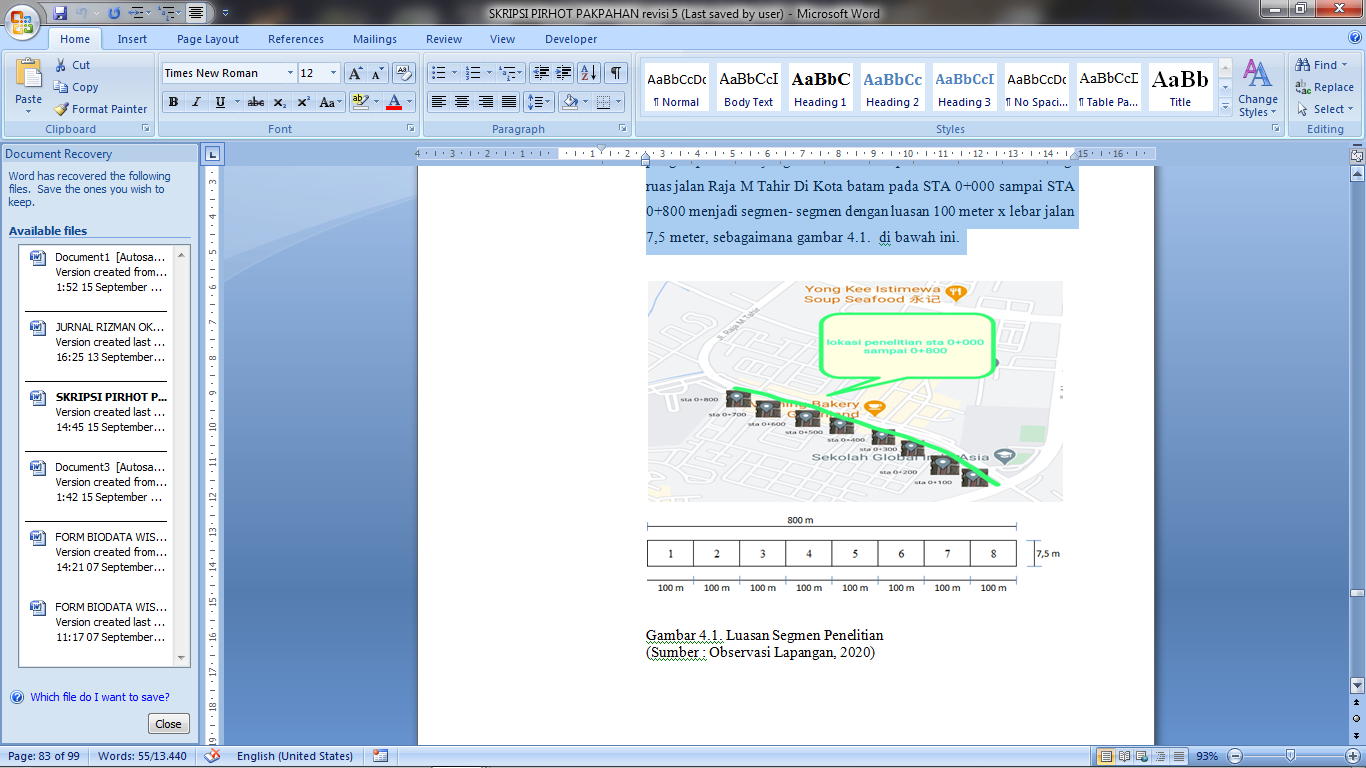 SKRIPSI PIRHOT PAKPAHAN revisi 5 (Last saved by user) - Microsoft Word
Home Insert Page Layout References Mailings Review View Developer
Paste
Cut
Copy
Format Painter
Clipboard
Times New Roman 12
Font
Paragraph
AaBbCcDc AaBbCcI AaBbC AaBbCc AaBbCcI AaBbCcDc AaBbCcI AaBb
¶ Normal Body Text Heading 1 Heading 2 Heading 3 ¶ No Spaci... ¶ Table Pa... Title
Change Styles
Styles
Find
Replace
Select
Editing
Document Recovery
Word has recovered the following
files. Save the ones you wish to
keep.
Available files
Document1 [Autosa...
Version created from...
1:52 15 September ...
JURNAL RIZMAN OK...
Version created last ...
16:25 13 September...
SKRIPSI PIRHOT P...
Version created last ...
14:45 15 September...
Document3 [Autosa...
Version created last ...
1:42 15 September ...
FORM BIODATA WIS...
Version created from...
14:21 07 September...
FORM BIODATA WIS...
Version created last ...
11:17 07 September...
Which file do I want to save?
Close
ruas jalan Raja M Tahir Di Kota batam pada STA 0+000 sampai STA
0+800 menjadi segmen- segmen dengan luasan 100 meter x lebar jalan
7,5 meter, sebagaimana gambar 4.1. di bawah ini.
Yong Kee Istimewa
Soup Seafood 永记
Jl. Raja M Tahir
lokasi penelitian sta 0+000
sampai 0+800
sta 0+800
sta 0+700
sta 0+600
sta 0+500
sta 0+400
sta 0+300
sta 0+200
sta 0+100
Bakery
Sekolah Global Asia
800 m
1 2 3 4 5 6 7 8
7,5 m
100 m 100 m 100 m 100 m 100 m 100 m 100 m 100 m
Gambar 4.1. Luasan Segmen Penelitian
(Sumber : Observasi Lapangan, 2020)
Page: 83 of 99 Words: 55/13.440 English (United States) 93%